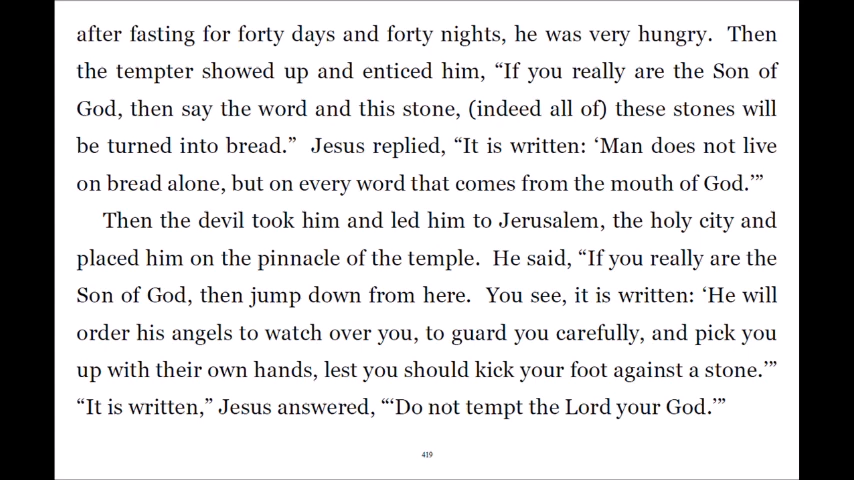 after fasting for forty days and forty nights, he was very hungry.  Then
the tempter showed up and enticed him, “If you really are the Son of
God, then say the word and this stone, (indeed all of) these stones will
be turned into bread.”  Jesus replied, “It is written: ‘Man does not live
on bread alone, but on every word that comes from the mouth of God.’”
Then the devil took him and led him to Jerusalem, the holy city and
placed him on the pinnacle of the temple.  He said, “If you really are the
Son of God, then jump down from here.  You see, it is written: ‘He will
order his angels to watch over you, to guard you carefully, and pick you
up with their own hands, lest you should kick your foot against a stone.’”
“It is written,” Jesus answered, “‘Do not tempt the Lord your God.’”
419